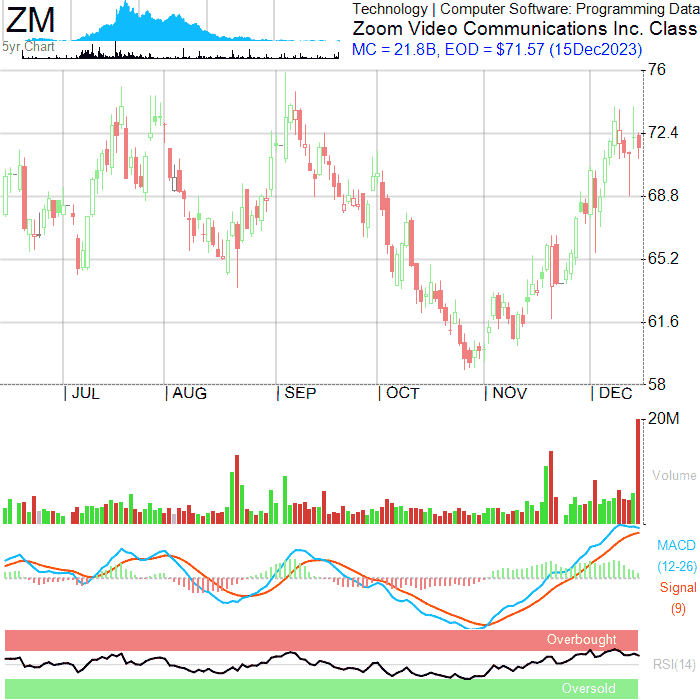 ZM
5yr Chart
Technology | Computer Software: Programming Data
Zoom Video Communications Inc. Class
MC = 21.8B, EOD = $71.57 (15Dec2023)
76
72.4
68.8
65.2
61.6
58
| JUL | AUG | SEP | OCT | NOV | DEC
20M
Volume
MACD
(12-26)
Signal
(9)
Overbought
RSI(14)
Oversold